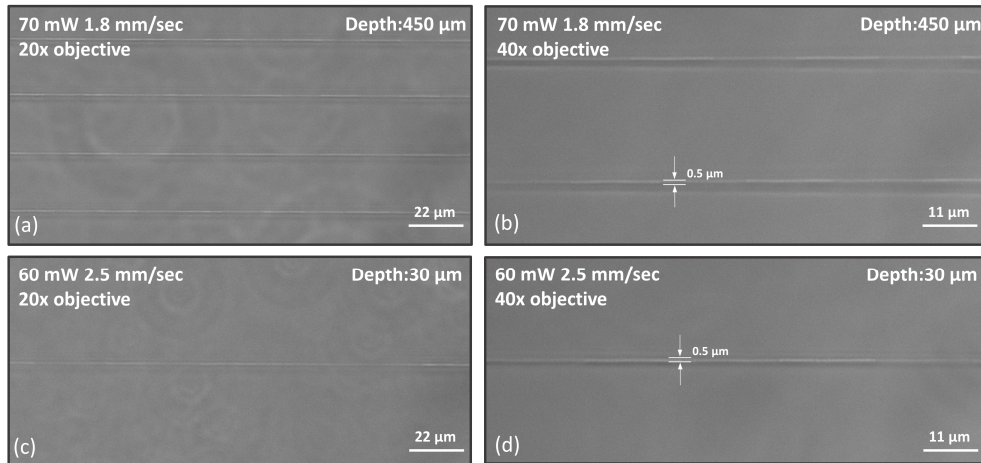 70 mW 1.8 mm/sec Depth:450 µm
20x objective
(a)
22 µm
70 mW 1.8 mm/sec Depth:450 µm
40x objective
0.5 µm
(b)
11 µm
60 mW 2.5 mm/sec Depth:30 µm
20x objective
(c)
22 µm
60 mW 2.5 mm/sec Depth:30 µm
40x objective
0.5 µm
(d)
11 µm